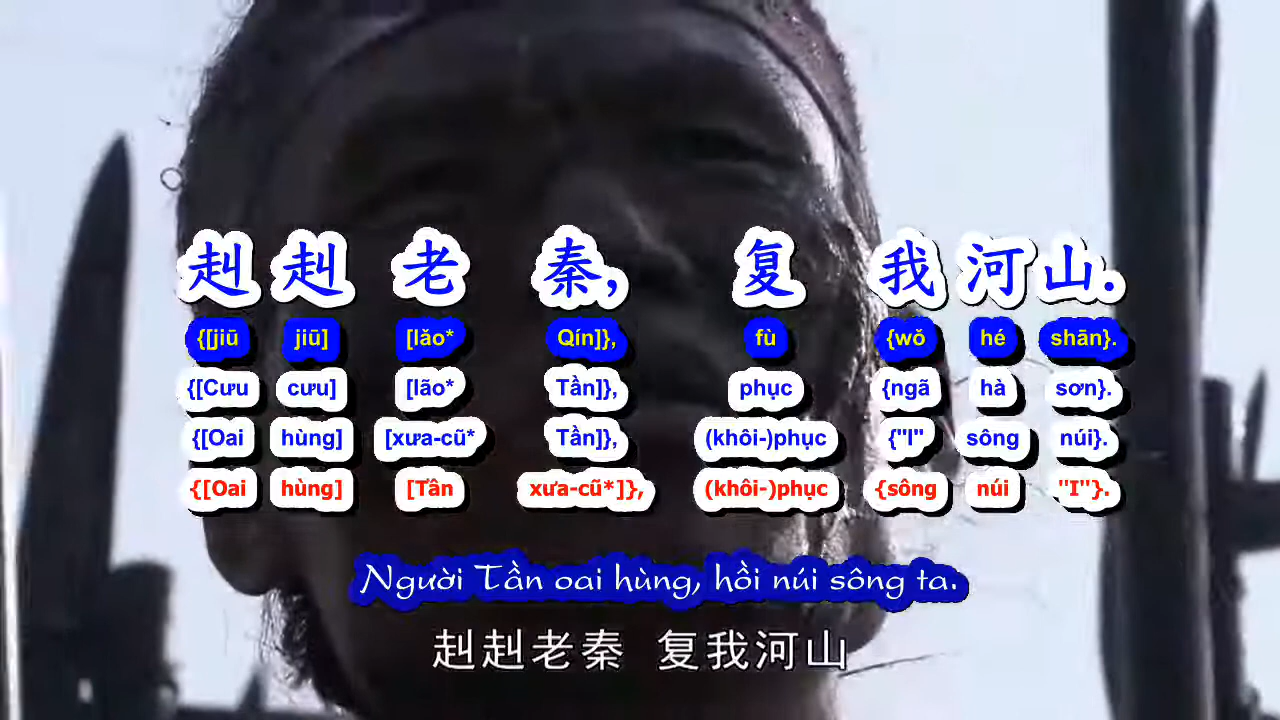 赳赳老秦, 复我河山.
{[jiū jiū] [lǎo* Qín]}, fù {wǒ hé shān}.
{[Cưu cưu] [lão* Tần]}, phục {ngã hà sơn}.
{[Oai hùng] [xưa-cũ* Tần]}, (khôi-)phục {"I" sông núi}.
{[Oai hùng] [Tần xưa-cũ*]}, (khôi-)phục {sông núi "I"}.
Người Tần oai hùng, hồi núi sông ta.
赳赳老秦 复我河山